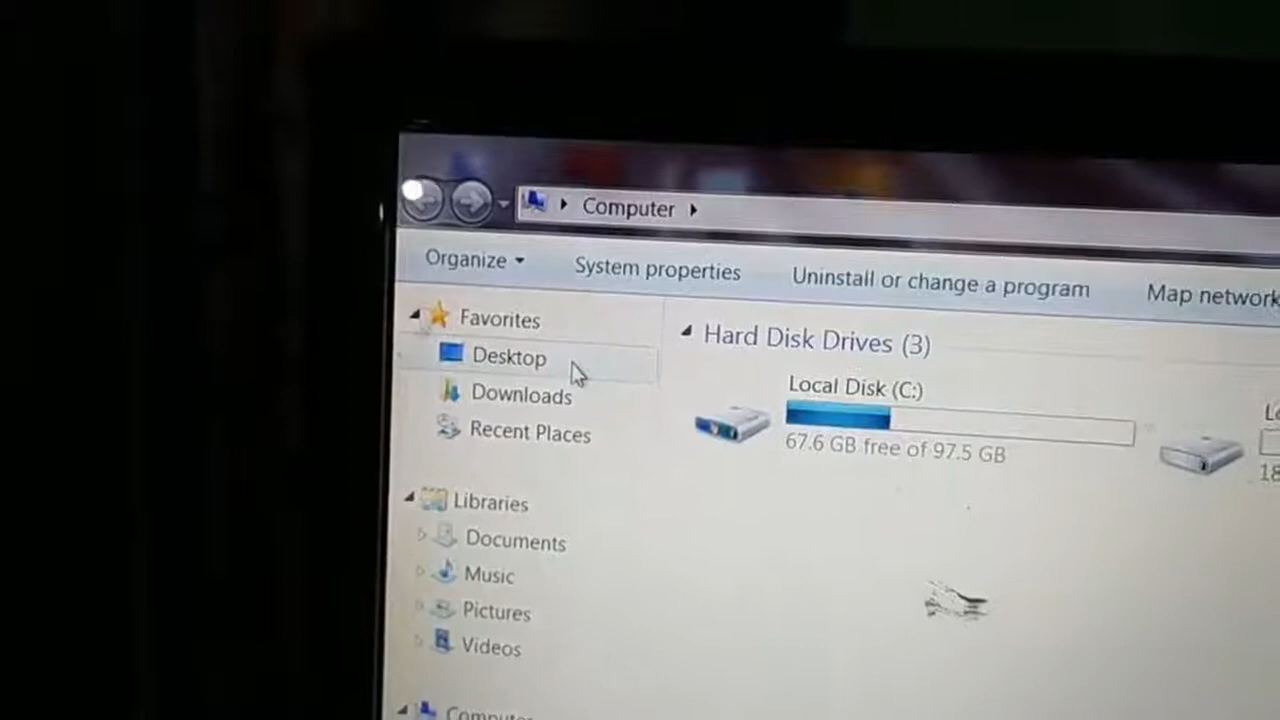 Computer
Organize
System properties
Uninstall or change a program
Map network
Favorites
Desktop
Downloads
Recent Places
Libraries
Documents
Music
Pictures
Videos
Computer
Hard Disk Drives (3)
Local Disk (C:)
67.6 GB free of 97.5 GB
18